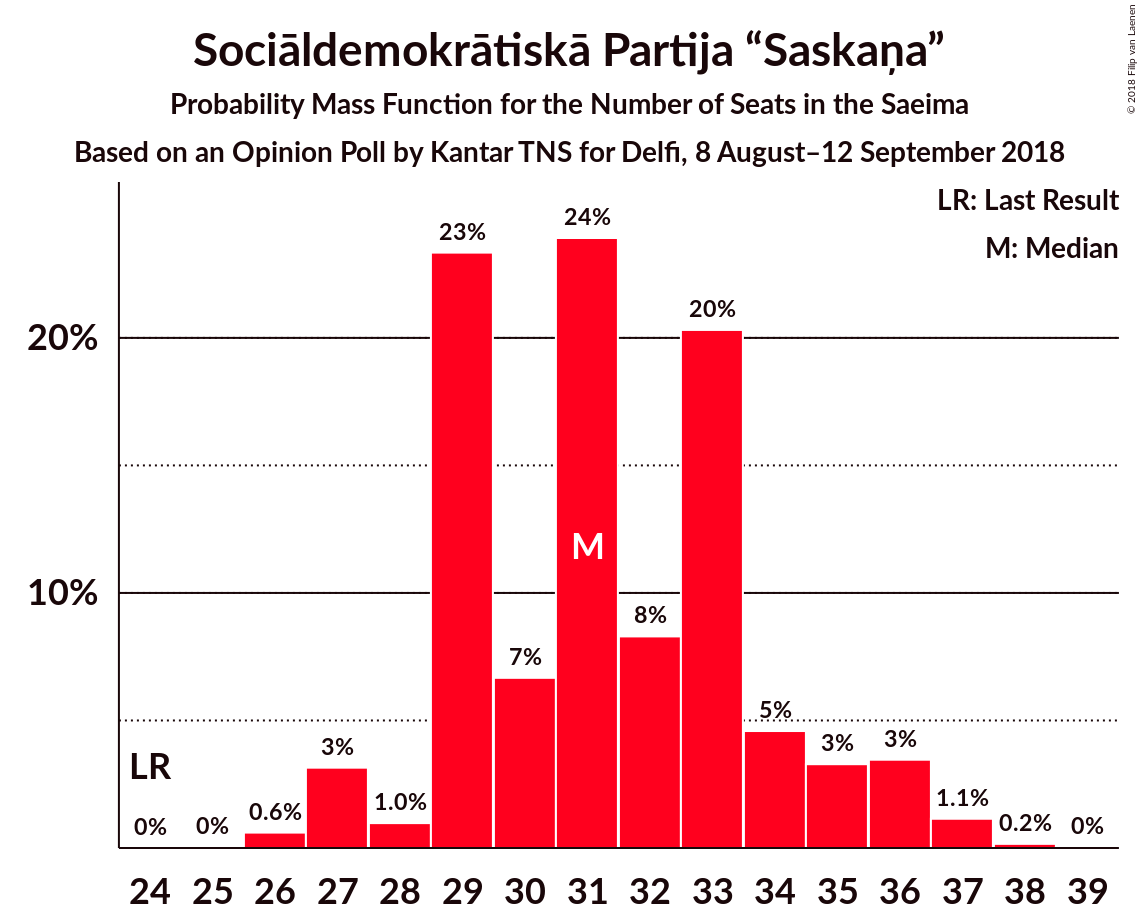 Sociāldemokrātiskā Partija “Saskaņa”
Probability Mass Function for the Number of Seats in the Saeima
Based on an Opinion Poll by Kantar TNS for Delfi, 8 August–12 September 2018
© 2018 Filip van Laenen
LR: Last Result
M: Median
20%
10%
LR
M
0%
0%
0.6%
3%
1.0%
23%
7%
24%
8%
20%
5%
3%
3%
1.1%
0.2%
0%
24 25 26 27 28 29 30 31 32 33 34 35 36 37 38 39